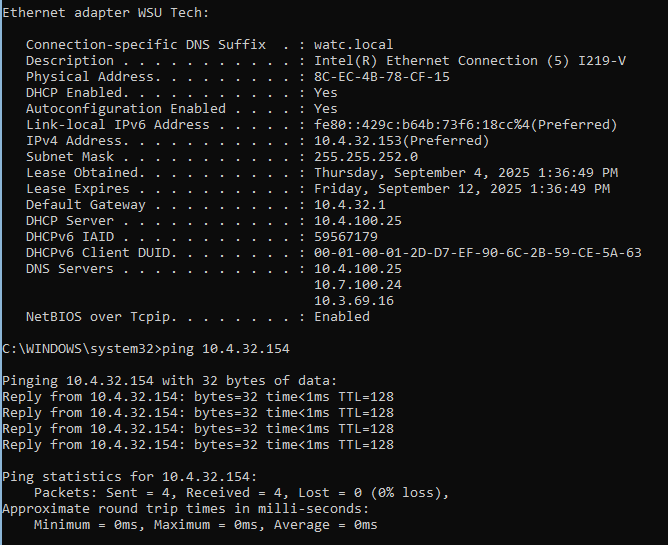 Ethernet adapter WSU Tech:
Connection-specific DNS Suffix  . : watc.local
Description . . . . . . . . . . . : Intel(R) Ethernet Connection (5) I219-V
Physical Address. . . . . . . . . : 8C-EC-4B-78-CF-15
DHCP Enabled. . . . . . . . . . . : Yes
Autoconfiguration Enabled . . . . : Yes
Link-local IPv6 Address . . . . . : fe80::429c:b64b:73f6:18cc%4(Preferred)
IPv4 Address. . . . . . . . . . . : 10.4.32.153(Preferred)
Subnet Mask . . . . . . . . . . . : 255.255.252.0
Lease Obtained. . . . . . . . . . : Thursday, September 4, 2025 1:36:49 PM
Lease Expires . . . . . . . . . . : Friday, September 12, 2025 1:36:49 PM
Default Gateway . . . . . . . . . : 10.4.32.1
DHCP Server . . . . . . . . . . . : 10.4.100.25
DHCPv6 IAID . . . . . . . . . . . : 59567179
DHCPv6 Client DUID. . . . . . . . : 00-01-00-01-2D-D7-EF-90-6C-2B-59-CE-5A-63
DNS Servers . . . . . . . . . . . : 10.4.100.25
10.7.100.24
10.3.69.16
NetBIOS over Tcpip. . . . . . . . : Enabled
C:\WINDOWS\system32>ping 10.4.32.154
Pinging 10.4.32.154 with 32 bytes of data:
Reply from 10.4.32.154: bytes=32 time<1ms TTL=128
Reply from 10.4.32.154: bytes=32 time<1ms TTL=128
Reply from 10.4.32.154: bytes=32 time<1ms TTL=128
Reply from 10.4.32.154: bytes=32 time<1ms TTL=128
Ping statistics for 10.4.32.154:
Packets: Sent = 4, Received = 4, Lost = 0 (0% loss),
Approximate round trip times in milli-seconds:
Minimum = 0ms, Maximum = 0ms, Average = 0ms